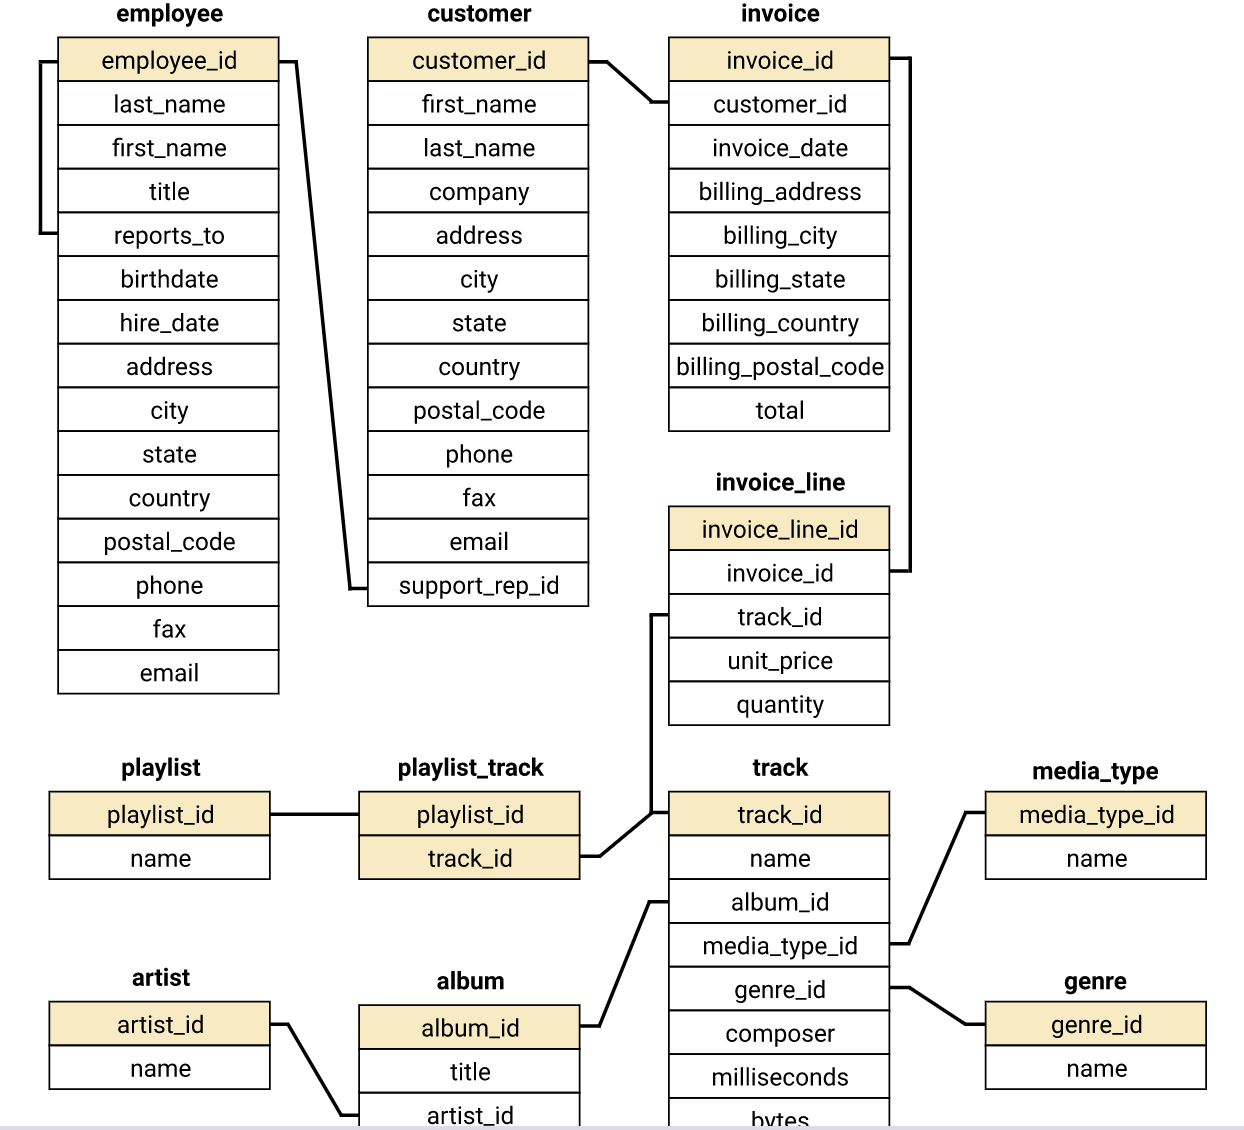 employee
employee_id
last_name
first_name
title
reports_to
birthdate
hire_date
address
city
state
country
postal_code
phone
fax
email
customer
customer_id
first_name
last_name
company
address
city
state
country
postal_code
phone
fax
email
support_rep_id
invoice
invoice_id
customer_id
invoice_date
billing_address
billing_city
billing_state
billing_country
billing_postal_code
total
invoice_line
invoice_line_id
invoice_id
track_id
unit_price
quantity
playlist
playlist_id
name
playlist_track
playlist_id
track_id
track
track_id
name
album_id
media_type_id
genre_id
composer
milliseconds
bytes
media_type
media_type_id
name
artist
artist_id
name
album
album_id
title
artist_id
genre
genre_id
name